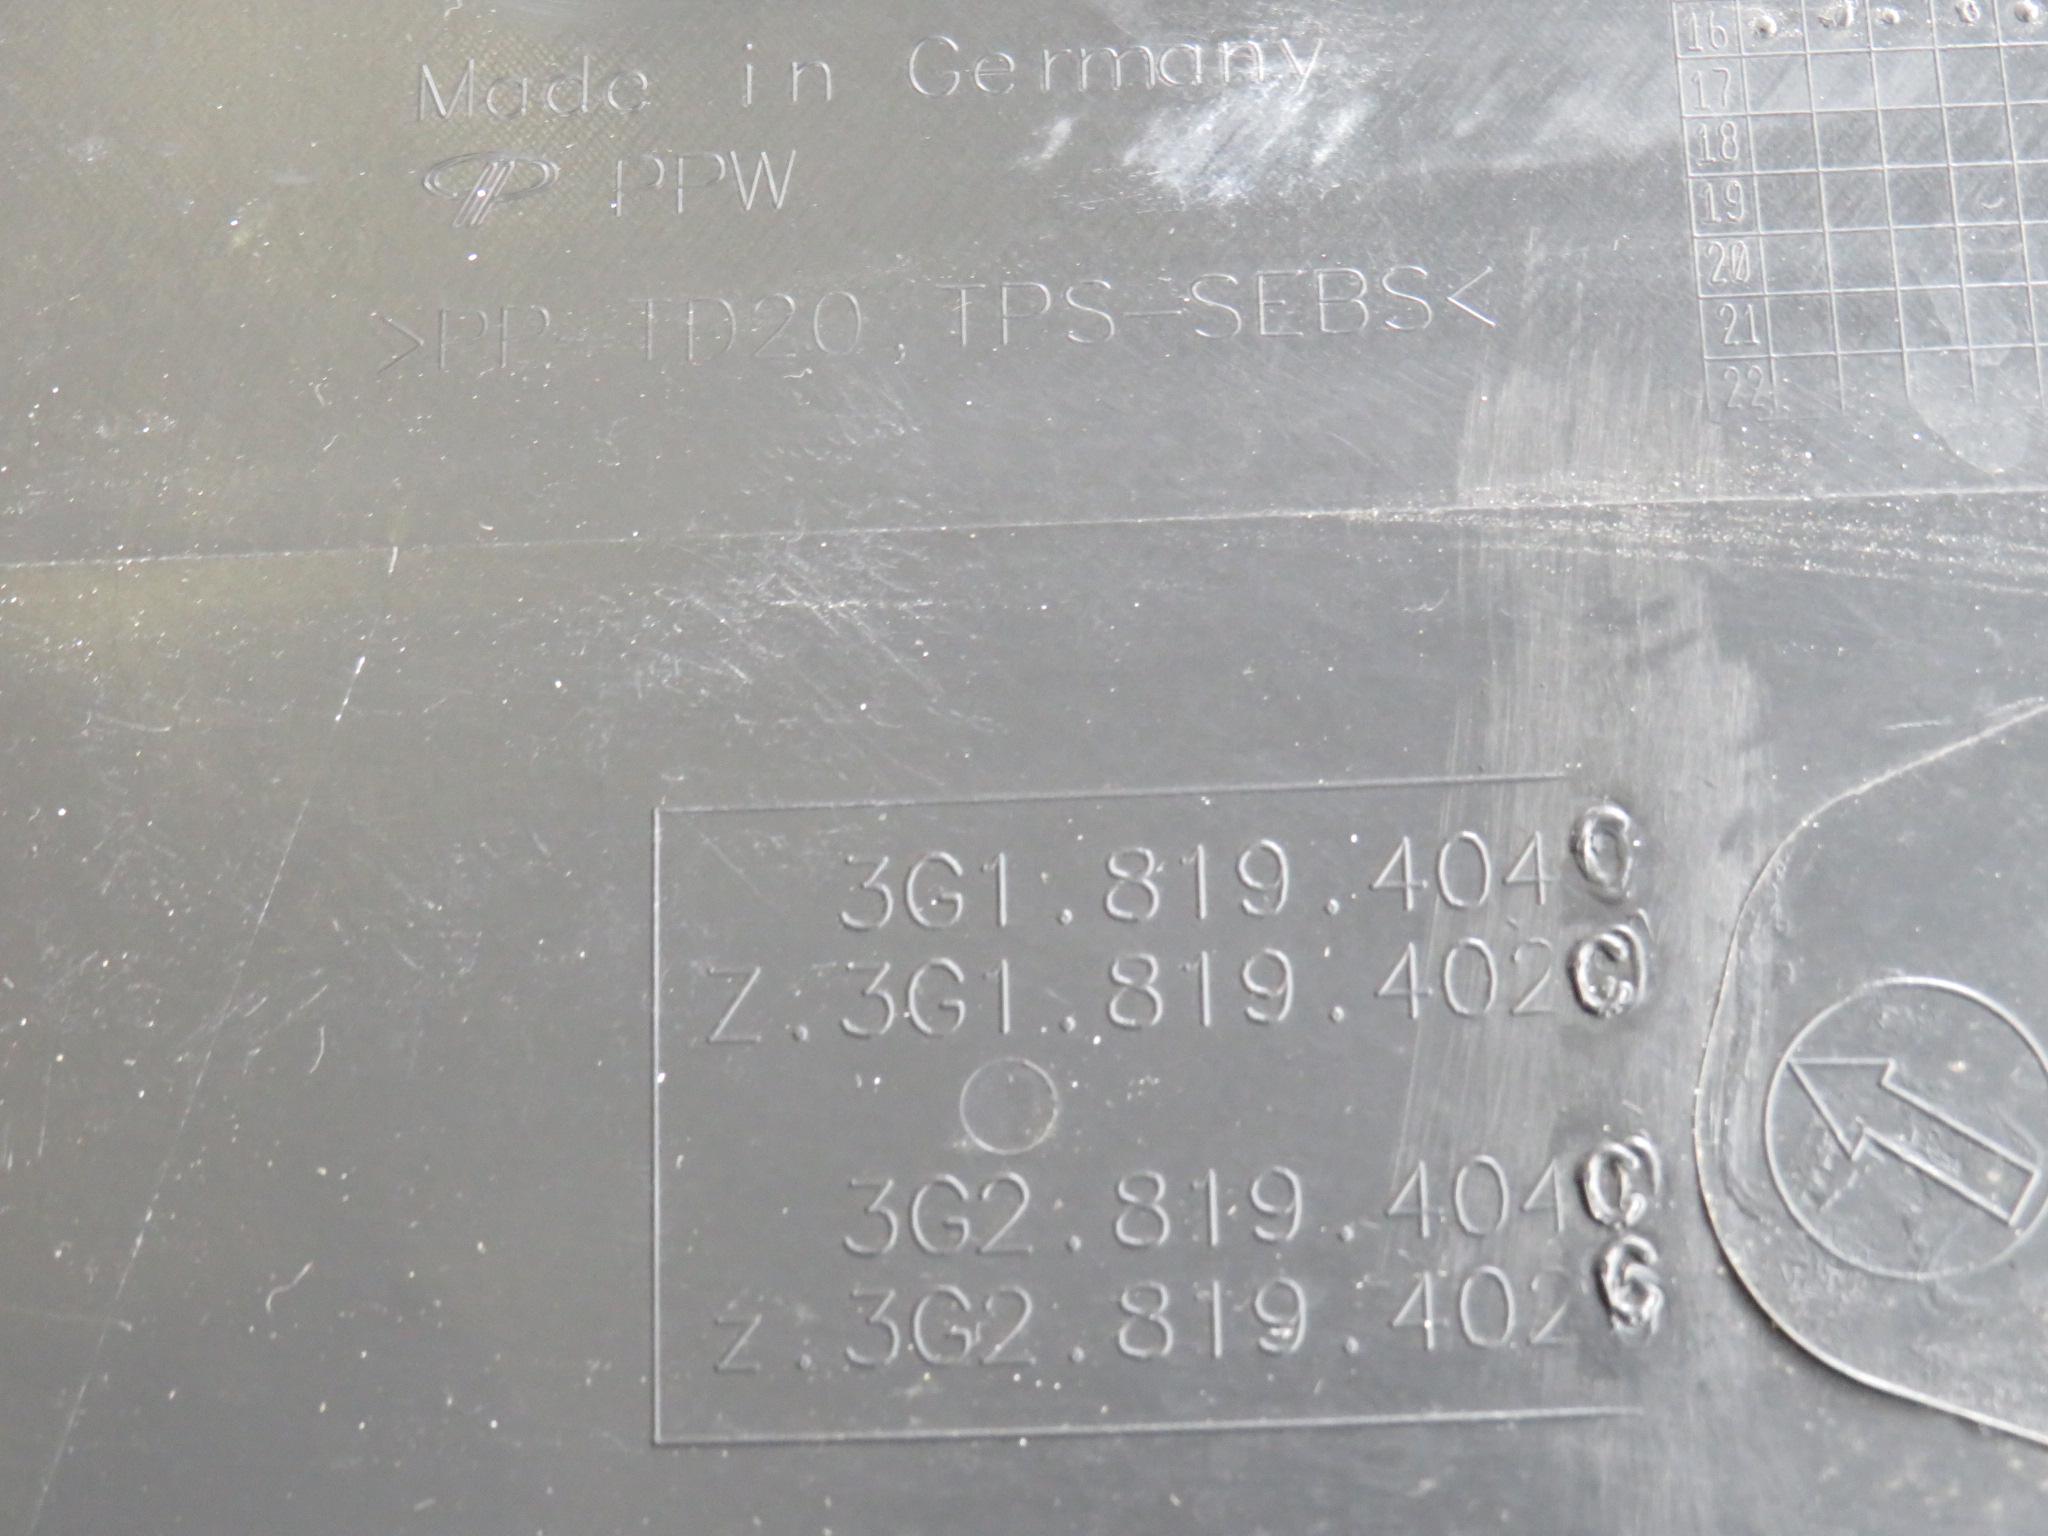 Made in Germany
PPW
>PP-TD20, TPS-SEBS<
16
17
18
19
20
21
22
3G1.819.404
Z.3G1.819.402
3G2.819.404
Z.3G2.819.402 G